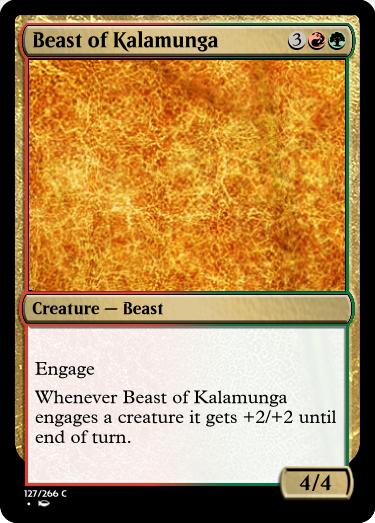 Beast of Kalamunga 3
Creature — Beast
Engage
Whenever Beast of Kalamunga
engages a creature it gets +2/+2 until
end of turn.
4/4
127/266 C